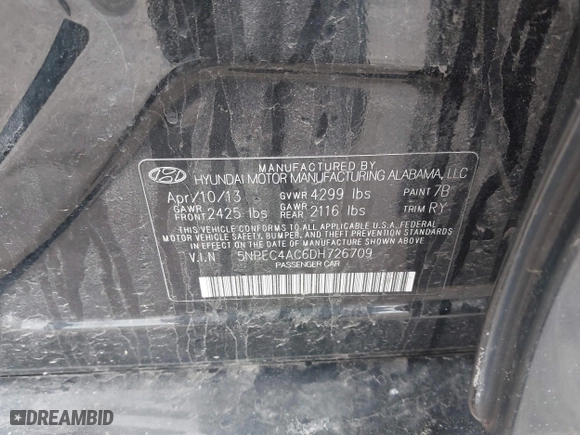 MANUFACTURED BY
HYUNDAI MOTOR MANUFACTURING ALABAMA, LLC
Apr/10/13 GVWR 4299 lbs PAINT 7B
GAWR FRONT 2425 lbs GAWR REAR 2116 lbs TRIM RY
THIS VEHICLE CONFORMS TO ALL APPLICABLE U.S.A. FEDERAL
MOTOR VEHICLE SAFETY, BUMPER, AND THEFT PREVENTION STANDARDS
IN EFFECT ON THE DATE OF MANUFACTURE SHOWN ABOVE.
V.I.N 5NPEC4AC6DH726709
PASSENGER CAR
DREAMBID